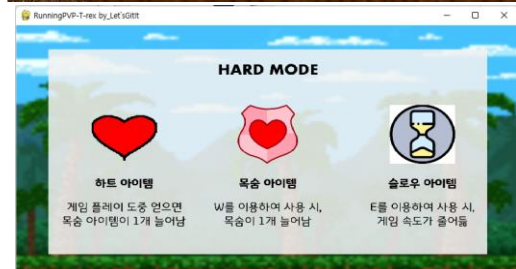 RunningPVP-T-rex by_Let'sGitIt
HARD MODE
하트 아이템
게임 플레이 도중 얻으면
목숨 아이템이 1개 늘어남
목숨 아이템
W를 이용하여 사용 시,
목숨이 1개 늘어남
슬로우 아이템
E를 이용하여 사용 시,
게임 속도가 줄어듦